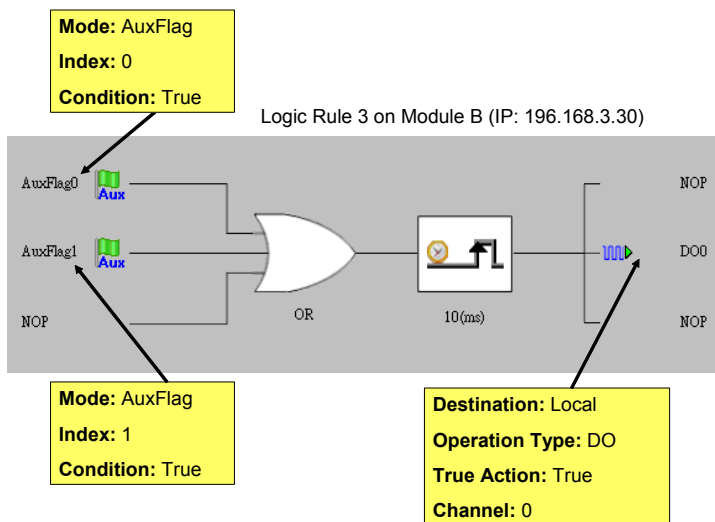 Mode: AuxFlag
Index: 0
Condition: True
Logic Rule 3 on Module B (IP: 196.168.3.30)
AuxFlag0
Aux
NOP
AuxFlag1
Aux
DO0
NOP
OR
10(ms)
NOP
Mode: AuxFlag
Index: 1
Condition: True
Destination: Local
Operation Type: DO
True Action: True
Channel: 0